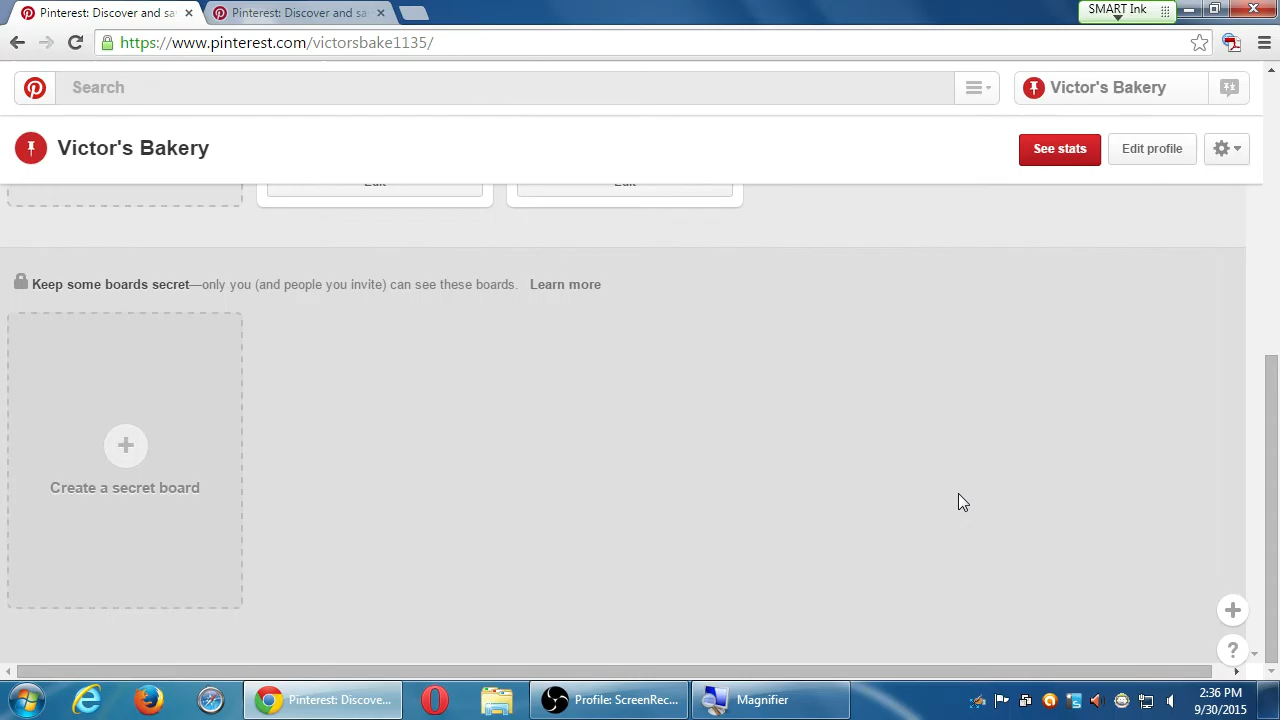 Pinterest: Discover and sa
Pinterest: Discover and sa
SMART Ink
https://www.pinterest.com/victorsbake1135/
Search
Victor's Bakery
Victor's Bakery
See stats
Edit profile
Edit
Edit
Keep some boards secret—only you (and people you invite) can see these boards. Learn more
Create a secret board
?
Pinterest: Discove...
Profile: ScreenRec...
Magnifier
2:36 PM
9/30/2015